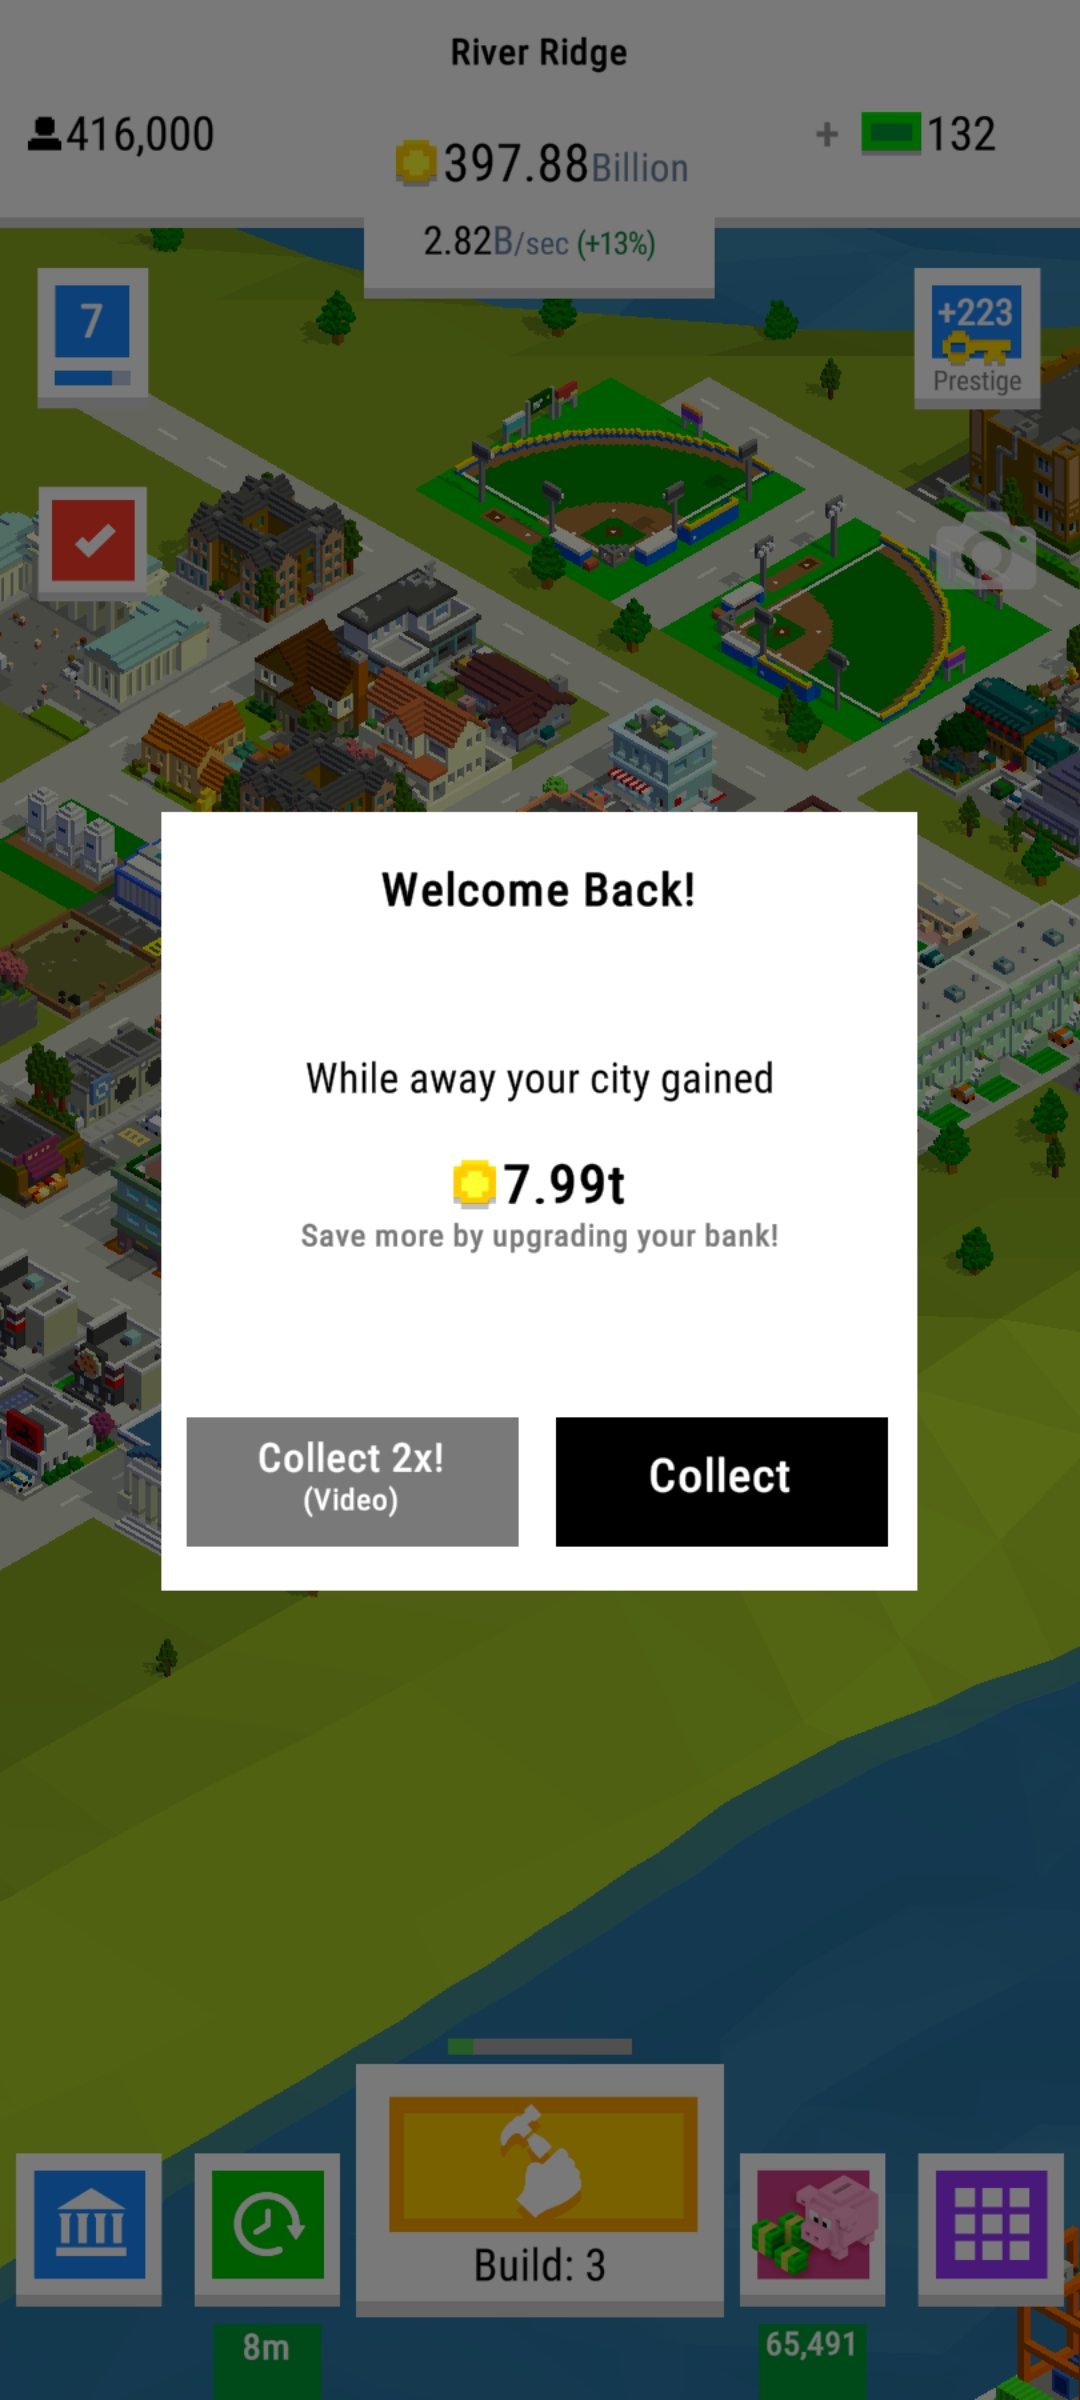 River Ridge
416,000
397.88Billion
+ 132
2.82B/sec (+13%)
7
+223
Prestige
Welcome Back!
While away your city gained
7.99t
Save more by upgrading your bank!
Collect 2x!
(Video)
Collect
Build: 3
8m
65,491